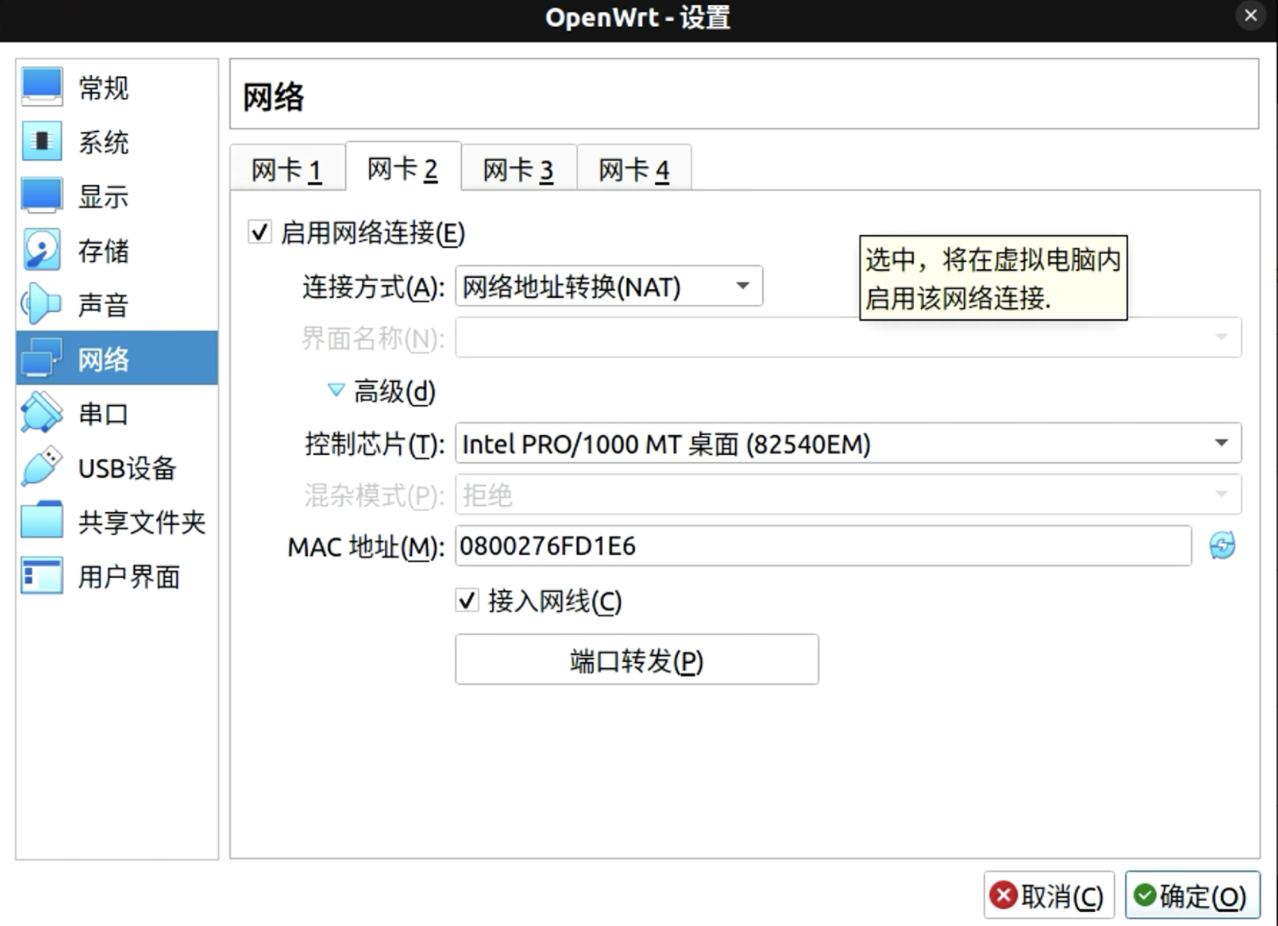 OpenWrt - 设置
常规
系统
显示
存储
声音
网络
串口
USB设备
共享文件夹
用户界面
网络
网卡 1
网卡 2
网卡 3
网卡 4
启用网络连接(E)
连接方式(A): 网络地址转换(NAT)
选中，将在虚拟电脑内
启用该网络连接.
界面名称(N):
高级(d)
控制芯片(T): Intel PRO/1000 MT 桌面 (82540EM)
混杂模式(P): 拒绝
MAC 地址(M): 0800276FD1E6
接入网线(C)
端口转发(P)
取消(C)
确定(O)